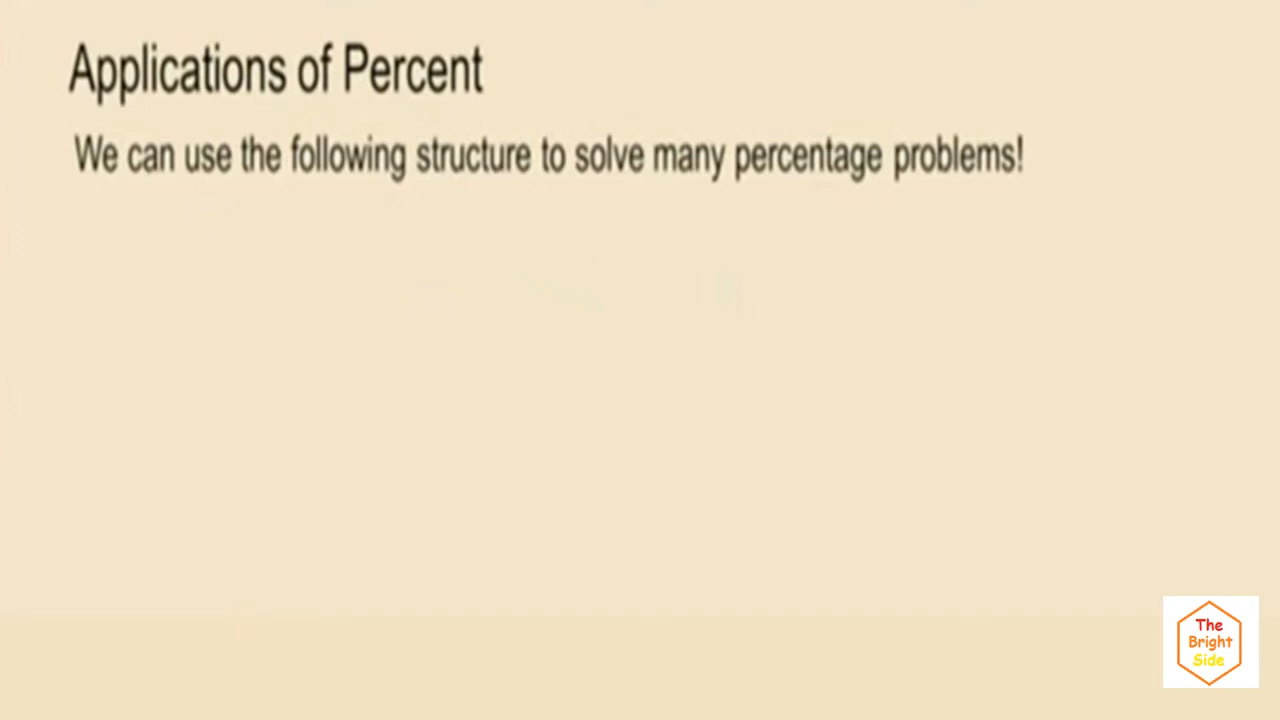 Applications of Percent
We can use the following structure to solve many percentage problems!
The
Bright
Side